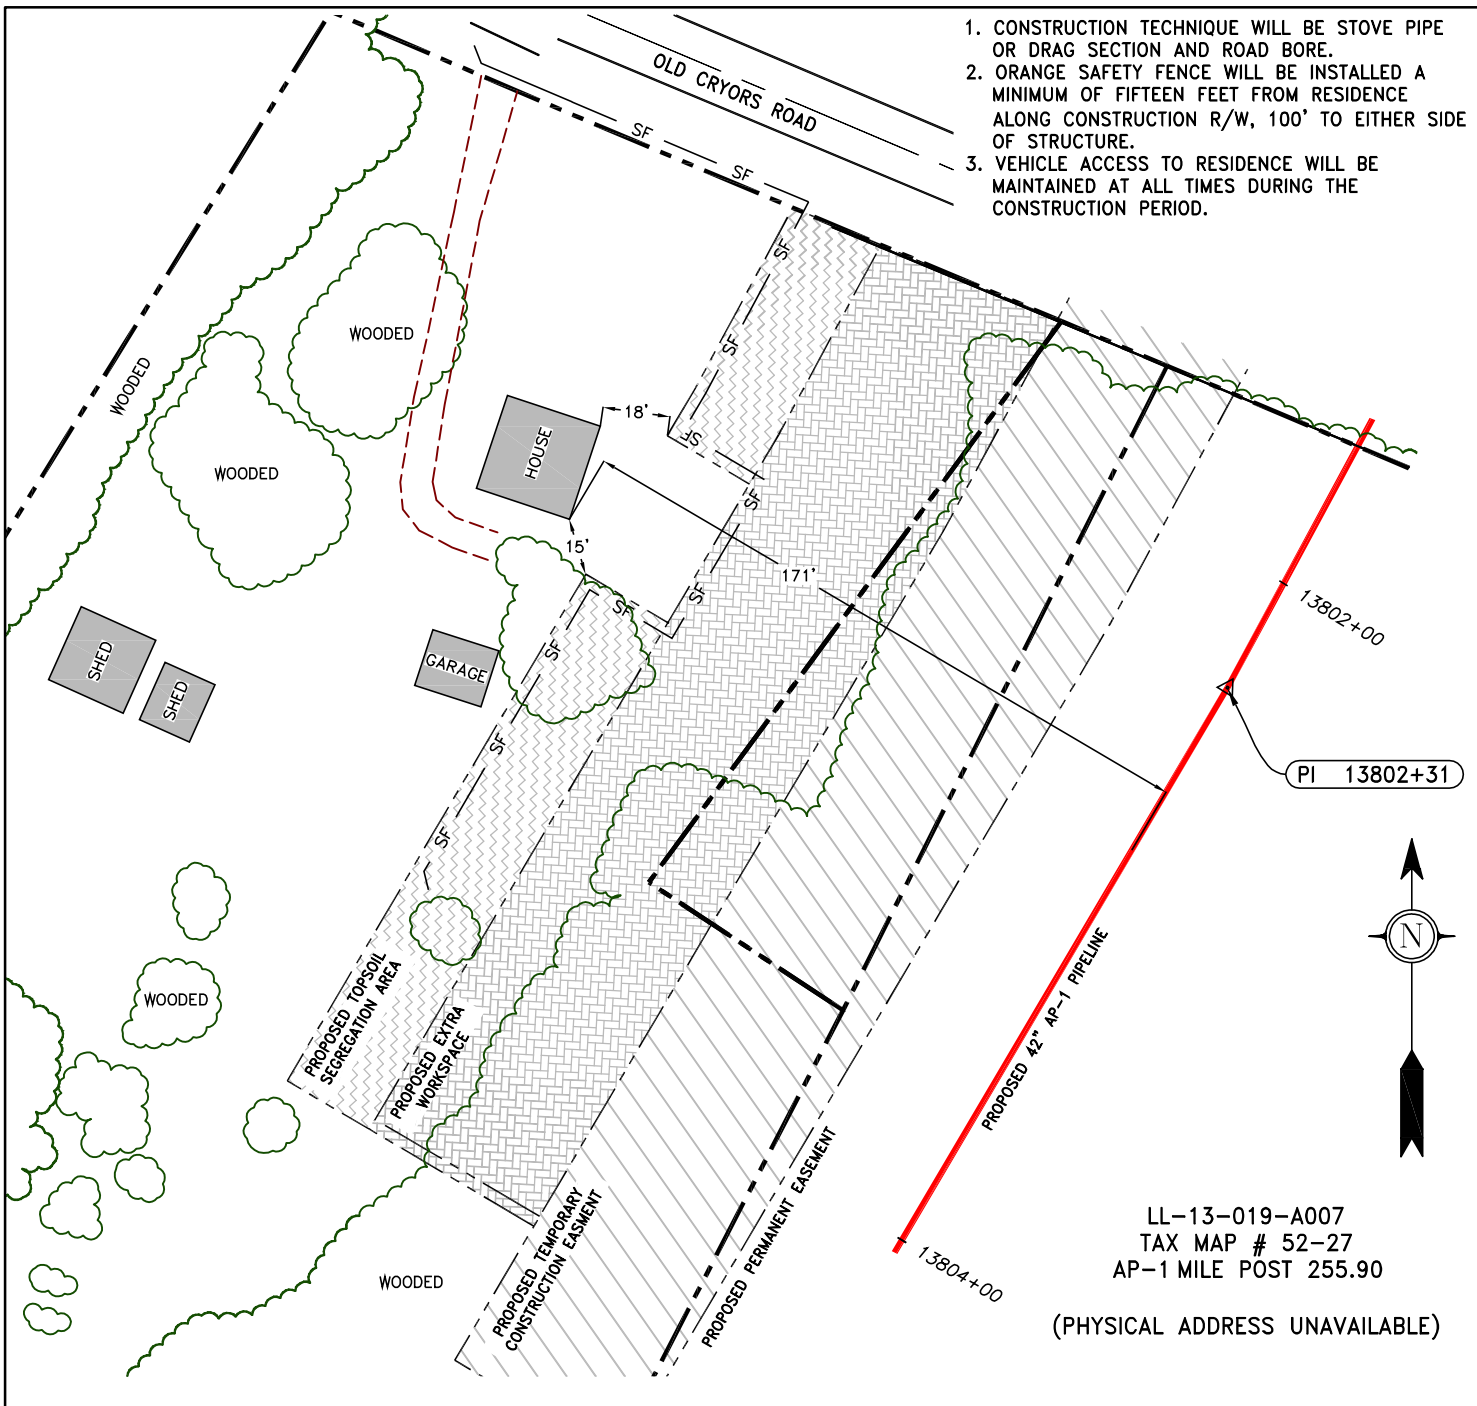 1. CONSTRUCTION TECHNIQUE WILL BE STOVE PIPE
OR DRAG SECTION AND ROAD BORE.
2. ORANGE SAFETY FENCE WILL BE INSTALLED A
MINIMUM OF FIFTEEN FEET FROM RESIDENCE
ALONG CONSTRUCTION R/W, 100' TO EITHER SIDE
OF STRUCTURE.
3. VEHICLE ACCESS TO RESIDENCE WILL BE
MAINTAINED AT ALL TIMES DURING THE
CONSTRUCTION PERIOD.
OLD CRYORS ROAD
SF
SF
SF
SF
SF
SF
SF
SF
SF
SF
SF
WOODED
WOODED
WOODED
HOUSE
18'
15'
171'
SHED
SHED
GARAGE
13802+00
PI 13802+31
WOODED
PROPOSED TOPSOIL
SEGREGATION AREA
PROPOSED EXTRA
WORKSPACE
PROPOSED 42" AP-1 PIPELINE
N
PROPOSED TEMPORARY
CONSTRUCTION EASMENT
PROPOSED PERMANENT EASEMENT
WOODED
13804+00
LL-13-019-A007
TAX MAP # 52-27
AP-1 MILE POST 255.90
(PHYSICAL ADDRESS UNAVAILABLE)